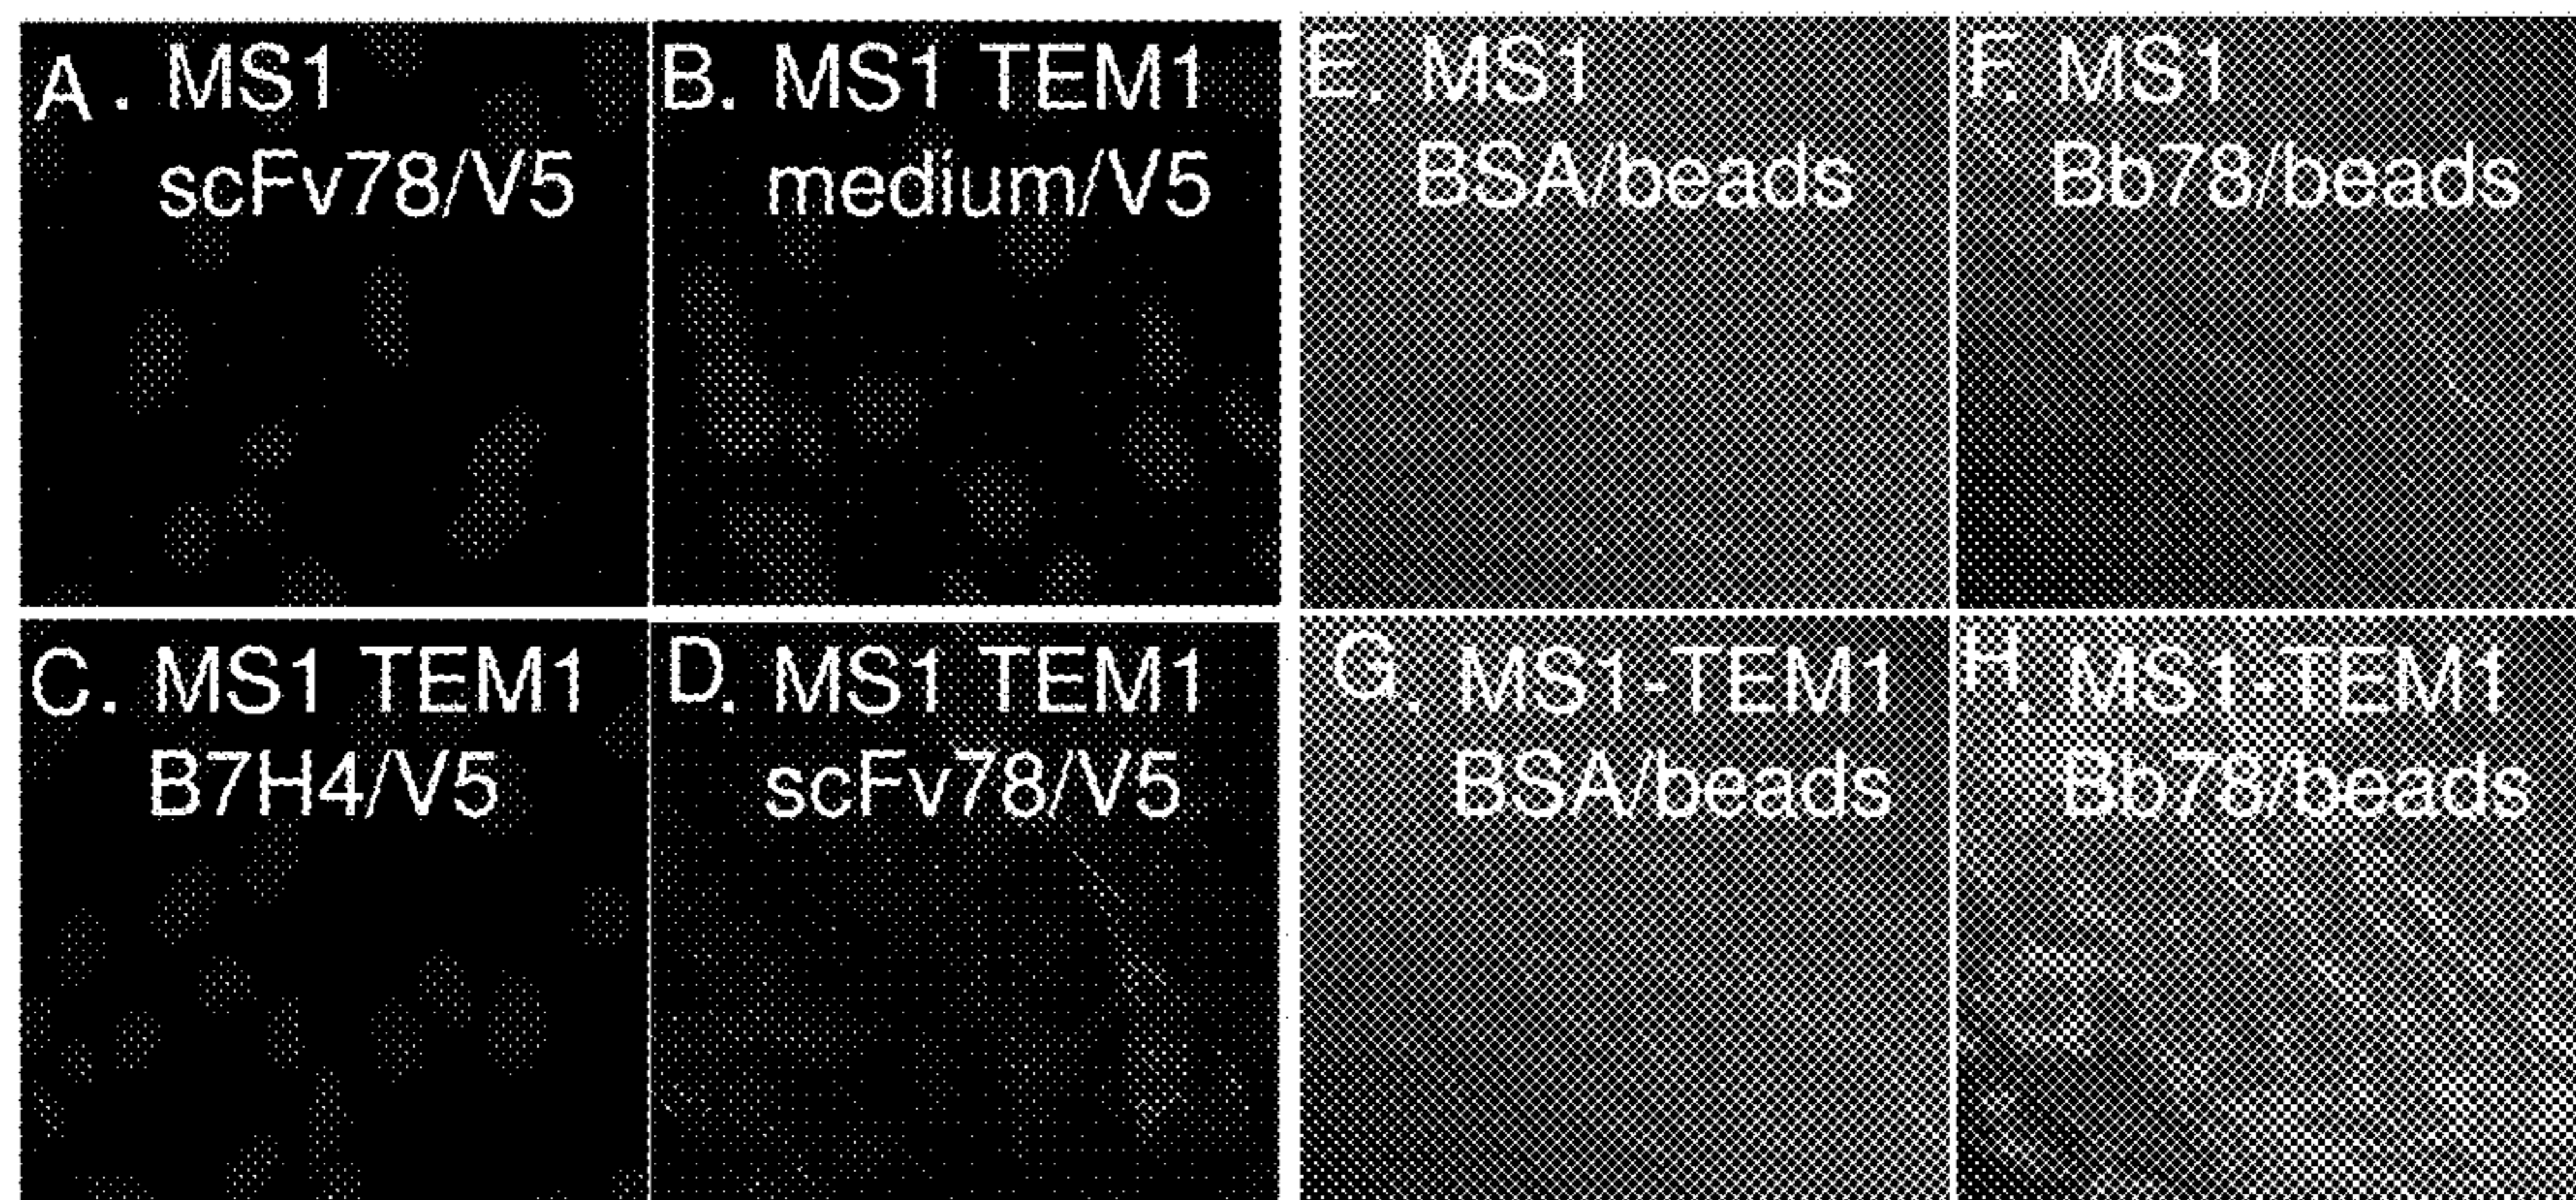 A. MS1
scFv78/V5
B. MS1 TEM1
medium/V5
E. MS1
BSA/beads
F. MS1
Bb78/beads
C. MS1 TEM1
B7H4/V5
D. MS1 TEM1
scFv78/V5
G. MS1-TEM1
BSA/beads
H. MS1-TEM1
Bb78/beads